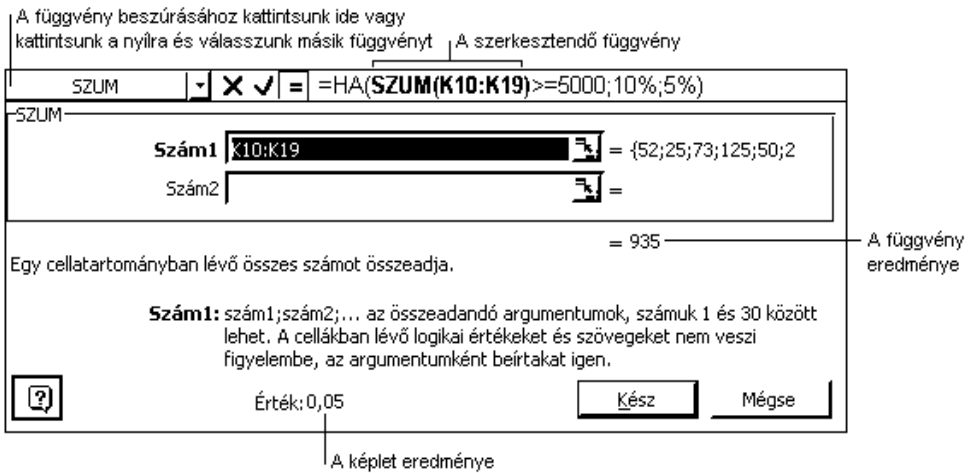 A függvény beszúrásához kattintsunk ide vagy
kattintsunk a nyílra és válasszunk másik függvényt
A szerkesztendő függvény
SZUM
= =HA(SZUM(K10:K19)>=5000;10%;5%)
SZUM
Szám1 K10:K19 = {52;25;73;125;50;2
Szám2 =
= 935
A függvény
eredménye
Egy cellatartományban lévő összes számot összeadja.
Szám1: szám1;szám2;... az összeadandó argumentumok, számuk 1 és 30 között
lehet. A cellákban lévő logikai értékeket és szövegeket nem veszi
figyelembe, az argumentumként beírtakat igen.
Érték: 0,05
Kész
Mégse
A képlet eredménye